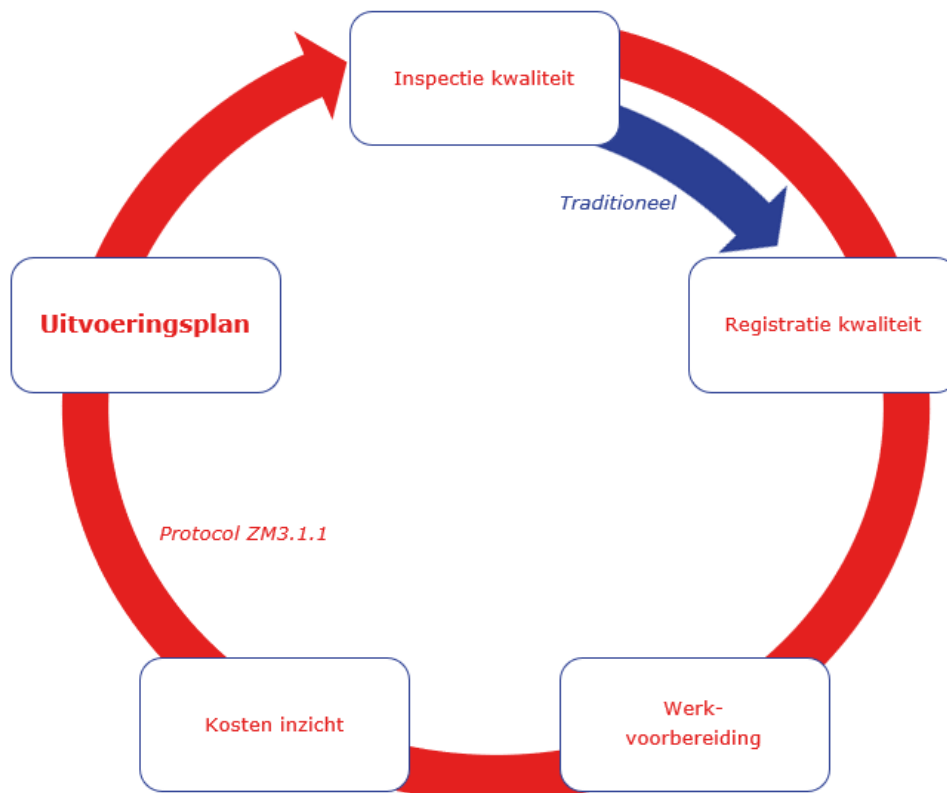 Inspectie kwaliteit
Traditioneel
Registratie kwaliteit
Uitvoeringsplan
Protocol ZM3.1.1
Werk-
voorbereiding
Kosten inzicht